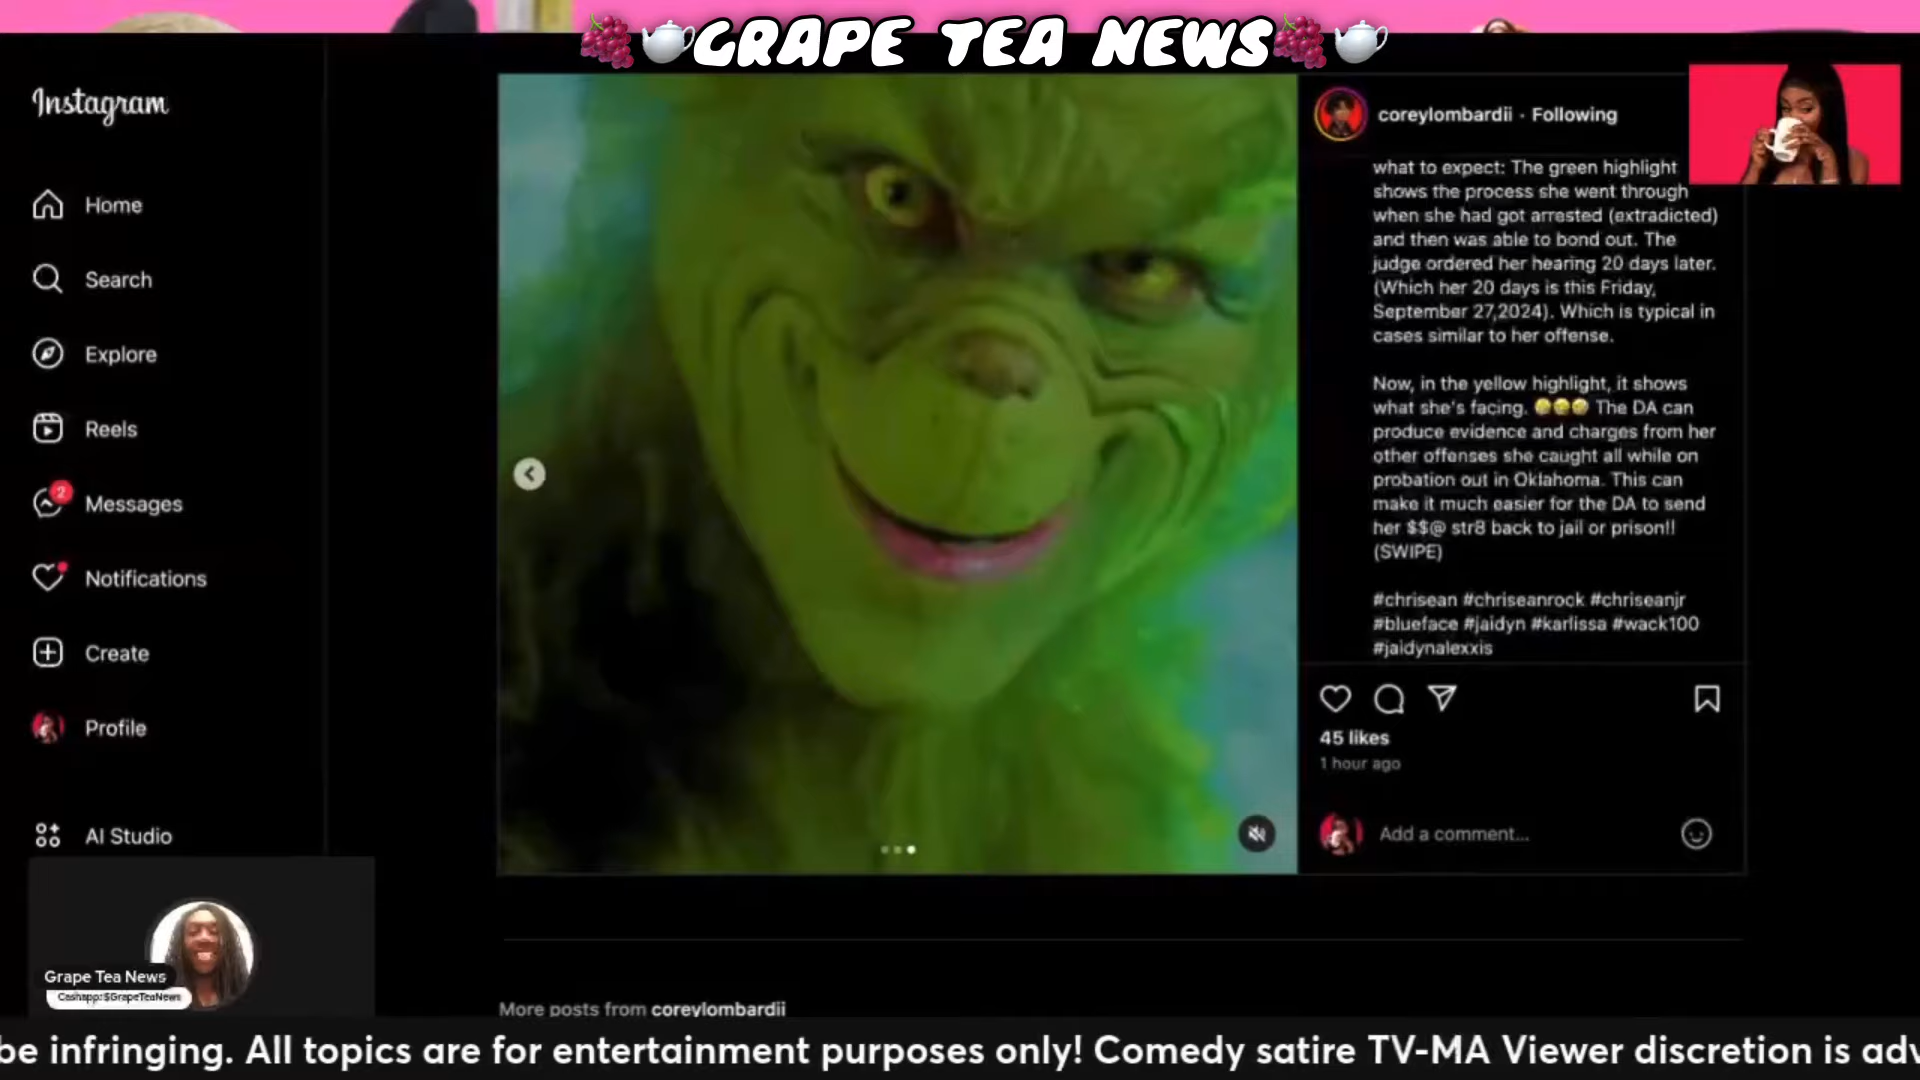 GRAPE TEA NEWS
Instagram
Home
Search
Explore
Reels
2
Messages
Notifications
Create
Profile
AI Studio
Grape Tea News
Cashapp:$GrapeTeaNews
coreylombardii · Following
what to expect: The green highlight
shows the process she went through
when she had got arrested (extradicted)
and then was able to bond out. The
judge ordered her hearing 20 days later.
(Which her 20 days is this Friday,
September 27,2024). Which is typical in
cases similar to her offense.
Now, in the yellow highlight, it shows
what she's facing. 🤣🤣🤣 The DA can
produce evidence and charges from her
other offenses she caught all while on
probation out in Oklahoma. This can
make it much easier for the DA to send
her $$@ str8 back to jail or prison!!
(SWIPE)
#chrisean #chriseanrock #chriseanjr
#blueface #jaidyn #karlissa #wack100
#jaidynalexxis
45 likes
1 hour ago
Add a comment...
More posts from coreylombardii
be infringing. All topics are for entertainment purposes only! Comedy satire TV-MA Viewer discretion is adv